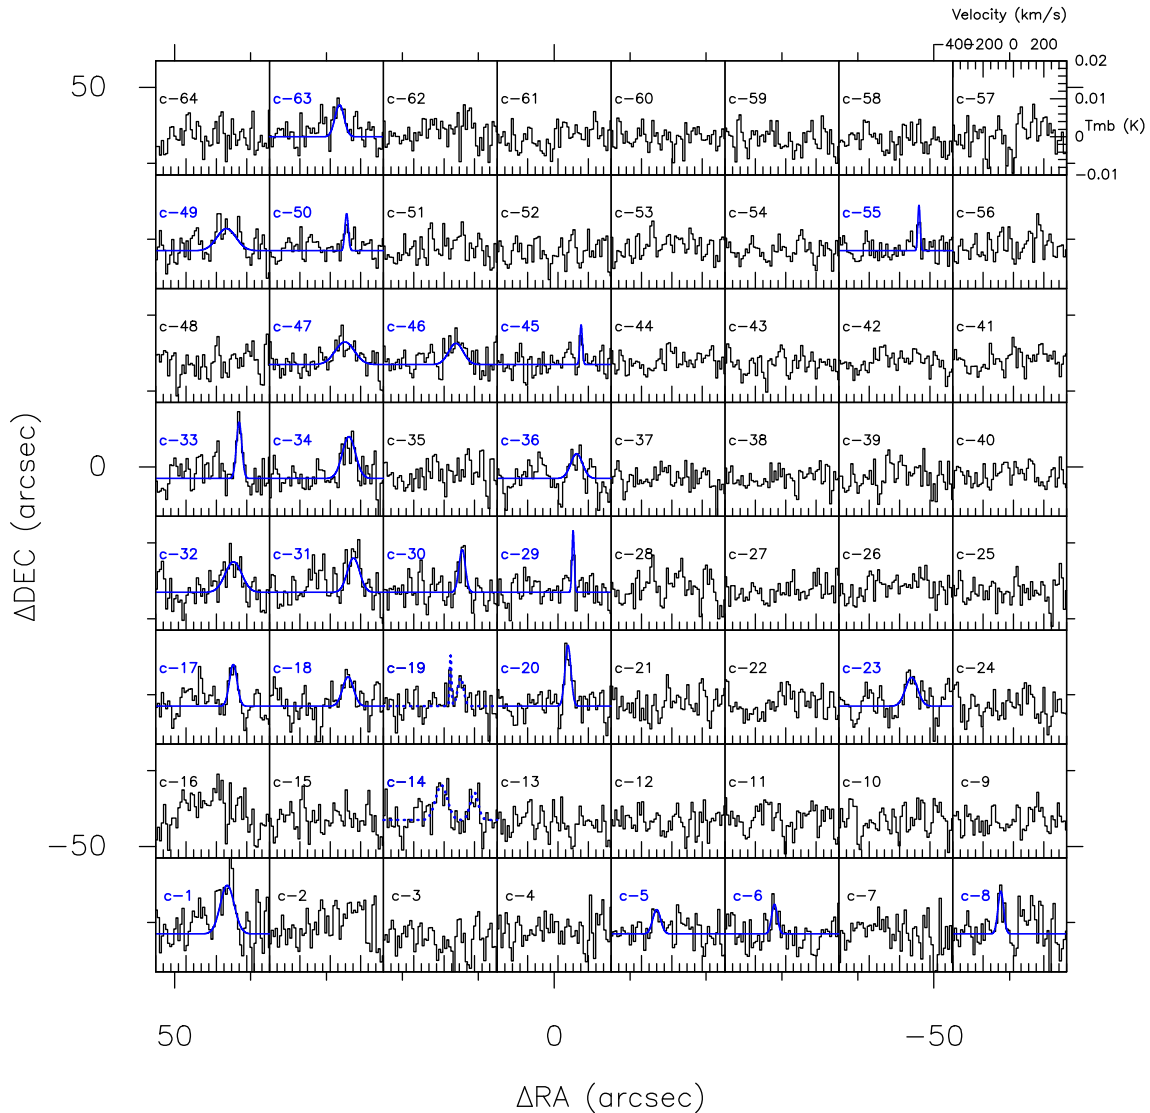 Velocity (km/s)
−400 −200 0 200
50
c−64 c−63 c−62 c−61 c−60 c−59 c−58 c−57
0.02
0.01
Tmb (K)
0
−0.01
c−49 c−50 c−51 c−52 c−53 c−54 c−55 c−56
c−48 c−47 c−46 c−45 c−44 c−43 c−42 c−41
c−33 c−34 c−35 c−36 c−37 c−38 c−39 c−40
0
ΔDEC (arcsec)
c−32 c−31 c−30 c−29 c−28 c−27 c−26 c−25
c−17 c−18 c−19 c−20 c−21 c−22 c−23 c−24
c−16 c−15 c−14 c−13 c−12 c−11 c−10 c−9
−50
c−1 c−2 c−3 c−4 c−5 c−6 c−7 c−8
50 0 −50
ΔRA (arcsec)